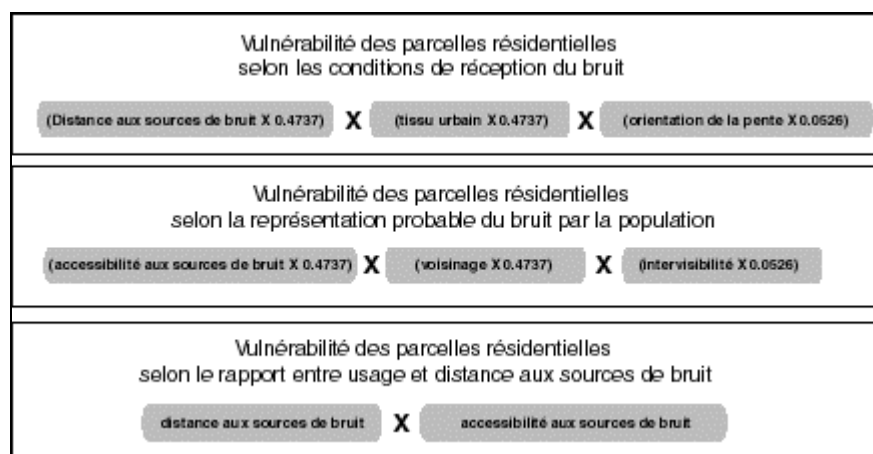 Vulnérabilité des parcelles résidentielles
selon les conditions de réception du bruit
(Distance aux sources de bruit X 0.4737) X (tissu urbain X 0.4737) X (orientation de la pente X 0.0526)
Vulnérabilité des parcelles résidentielles
selon la représentation probable du bruit par la population
(accessibilité aux sources de bruit X 0.4737) X (voisinage X 0.4737) X (intervisibilité X 0.0526)
Vulnérabilité des parcelles résidentielles
selon le rapport entre usage et distance aux sources de bruit
distance aux sources de bruit X accessibilité aux sources de bruit